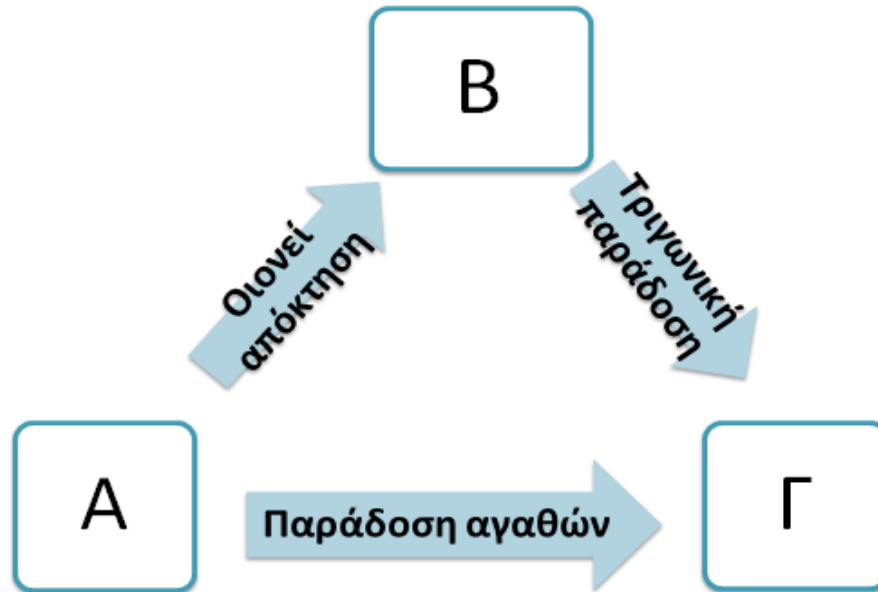 Β
Οιονεί
απόκτηση
Τριγωνική
παράδοση
Α
Παράδοση αγαθών
Γ